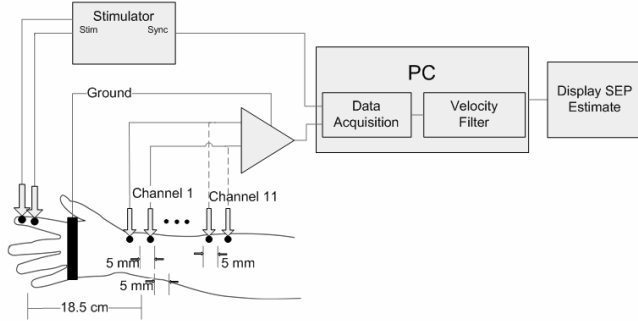 Stimulator
Stim
Sync
PC
Ground
Data
Acquisition
Velocity
Filter
Display SEP
Estimate
Channel 1
Channel 11
5 mm
5 mm
5 mm
18.5 cm